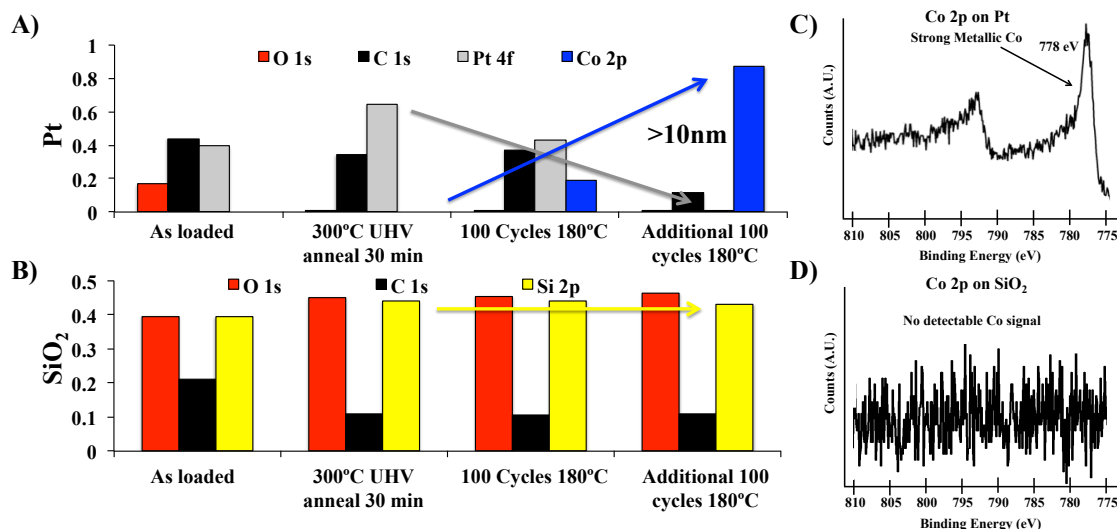 A)
O 1s C 1s Pt 4f Co 2p
1
0.8
0.6
0.4
0.2
0
Pt
>10nm
As loaded
300ºC UHV
anneal 30 min
100 Cycles 180ºC
Additional 100
cycles 180ºC
B)
O 1s C 1s Si 2p
0.5
0.4
0.3
0.2
0.1
0
SiO₂
As loaded
300ºC UHV
anneal 30 min
100 Cycles 180ºC
Additional 100
cycles 180ºC
C)
Co 2p on Pt
Strong Metallic Co
778 eV
Counts (A.U.)
810 805 800 795 790 785 780 775
Binding Energy (eV)
D)
Co 2p on SiO₂
No detectable Co signal
Counts (A.U.)
810 805 800 795 790 785 780 775
Binding Energy (eV)